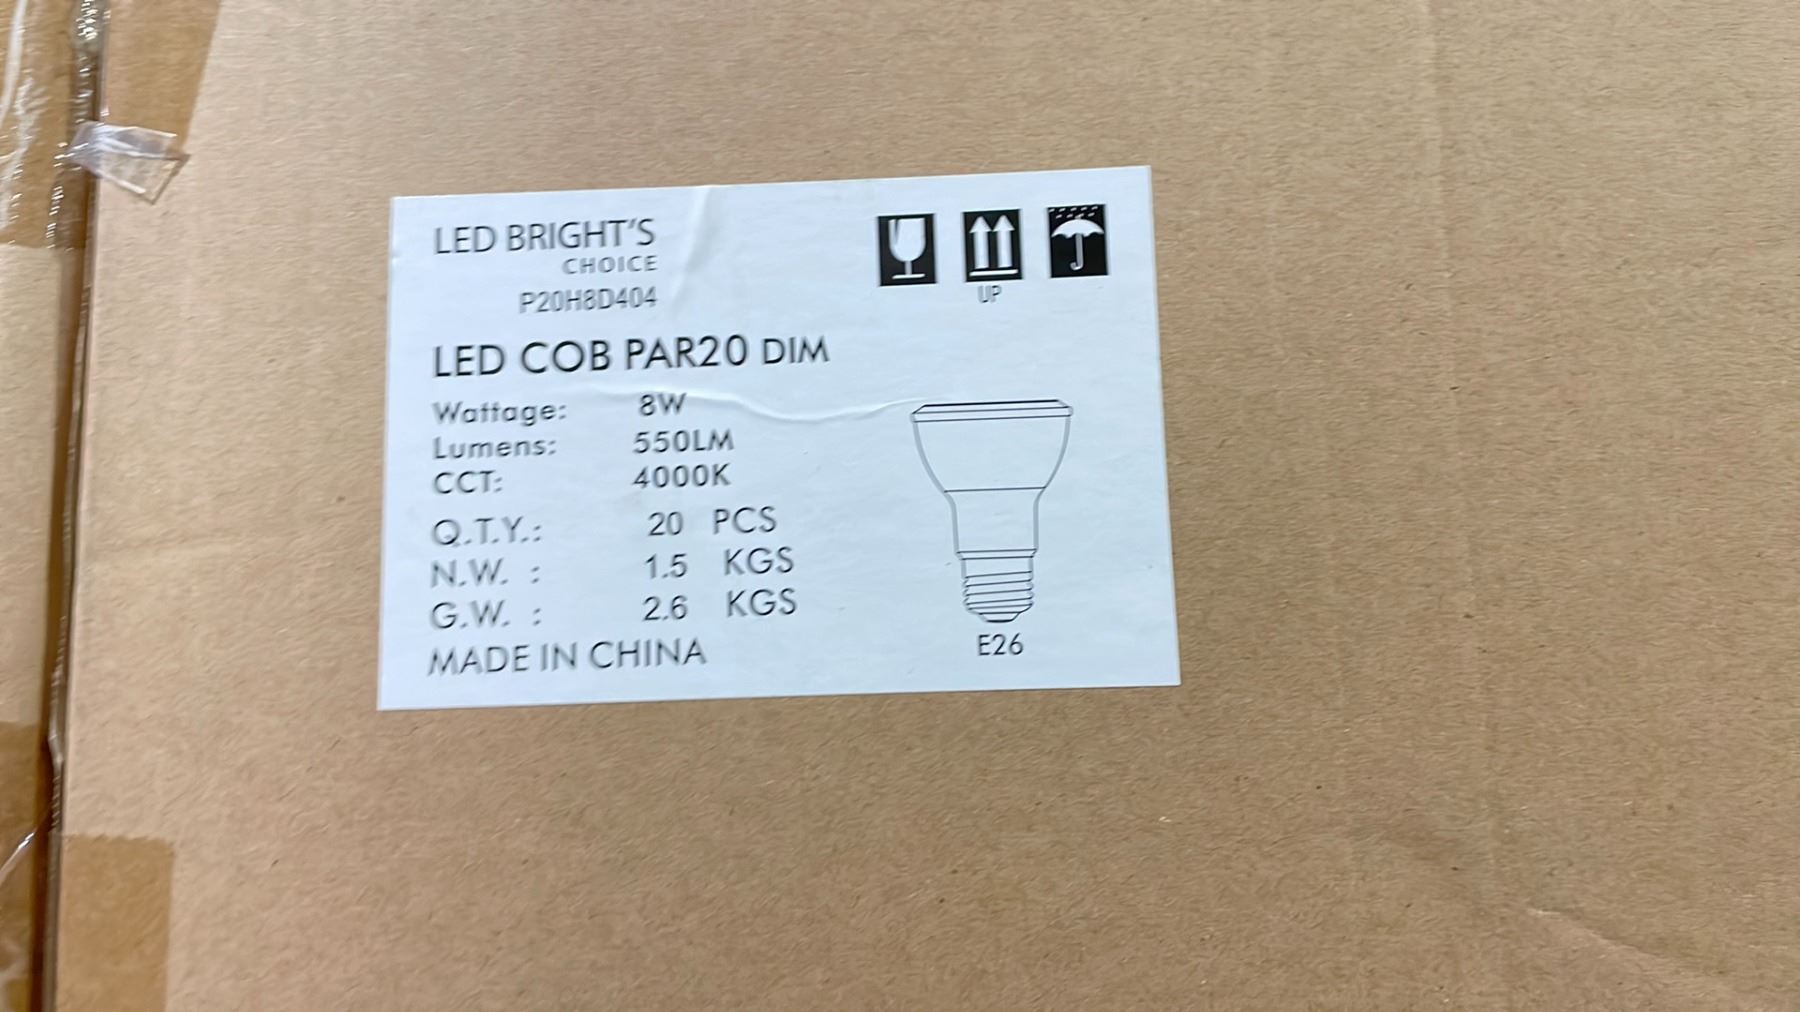 LED BRIGHT'S
CHOICE
P20H8D404
UP
LED COB PAR20 DIM
Wattage: 8W
Lumens: 550LM
CCT: 4000K
Q.T.Y.: 20 PCS
N.W. : 1.5 KGS
G.W. : 2.6 KGS
MADE IN CHINA
E26